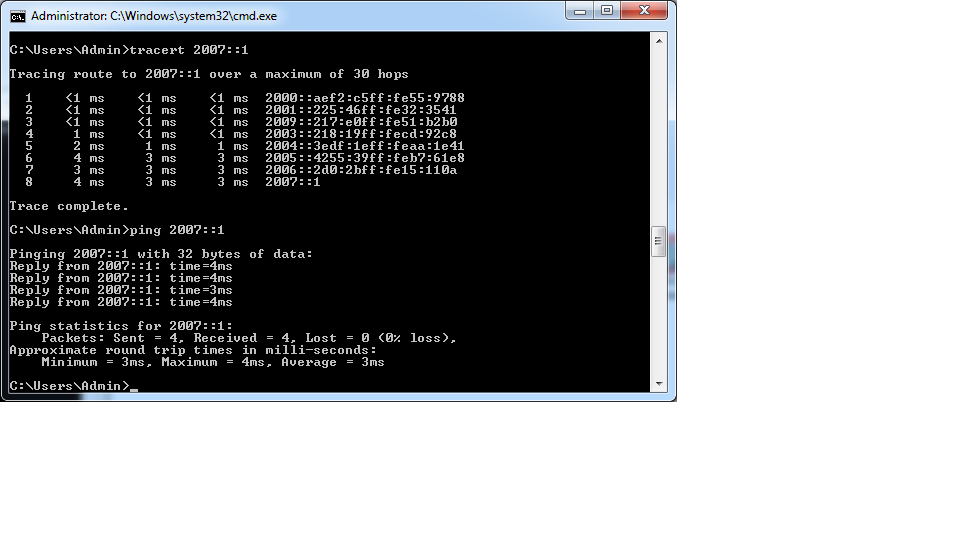 Administrator: C:\Windows\system32\cmd.exe
C:\Users\Admin>tracert 2007::1
Tracing route to 2007::1 over a maximum of 30 hops
1 <1 ms <1 ms <1 ms 2000::aef2:c5ff:fe55:9788
2 <1 ms <1 ms <1 ms 2001::225:46ff:fe32:3541
3 <1 ms <1 ms <1 ms 2009::217:e0ff:fe51:b2b0
4 1 ms <1 ms <1 ms 2003::218:19ff:fecd:92c8
5 2 ms 1 ms 1 ms 2004::3edf:1eff:feaa:1e41
6 4 ms 3 ms 3 ms 2005::4255:39ff:feb7:61e8
7 3 ms 3 ms 3 ms 2006::2d0:2bff:fe15:110a
8 4 ms 3 ms 3 ms 2007::1
Trace complete.
C:\Users\Admin>ping 2007::1
Pinging 2007::1 with 32 bytes of data:
Reply from 2007::1: time=4ms
Reply from 2007::1: time=4ms
Reply from 2007::1: time=3ms
Reply from 2007::1: time=4ms
Ping statistics for 2007::1:
Packets: Sent = 4, Received = 4, Lost = 0 (0% loss),
Approximate round trip times in milli-seconds:
Minimum = 3ms, Maximum = 4ms, Average = 3ms
C:\Users\Admin>_